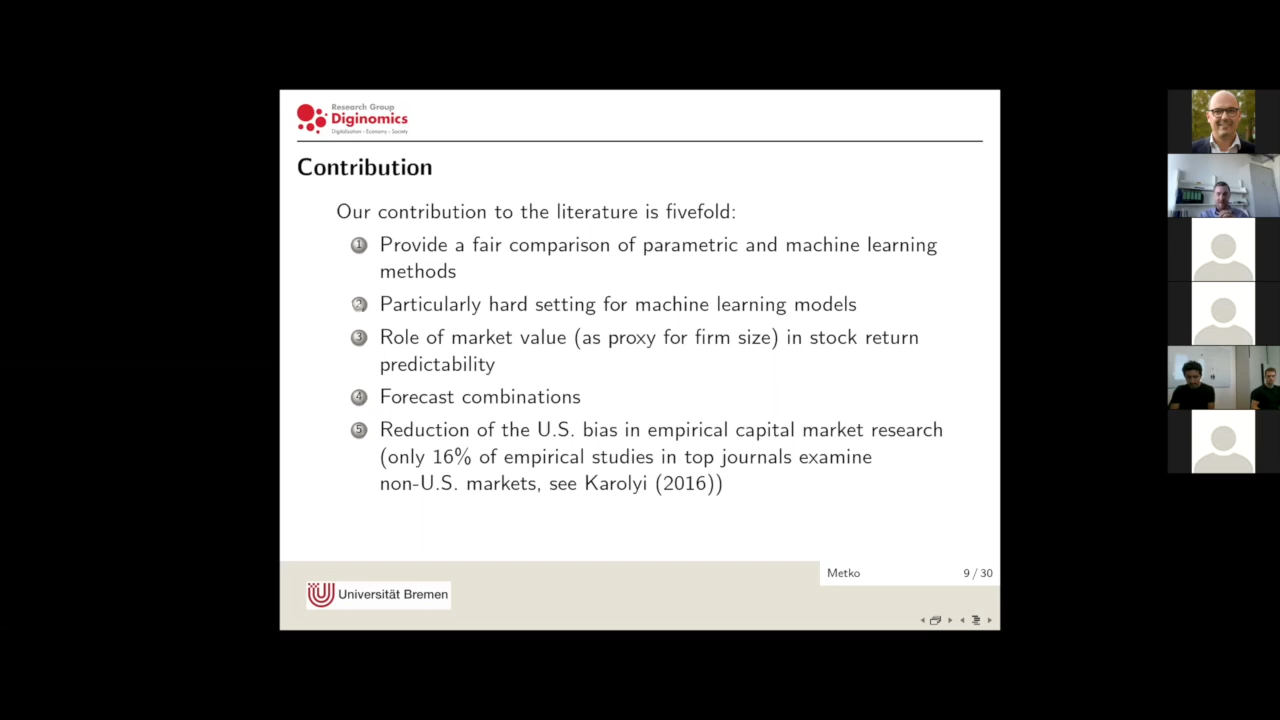 Research Group
Diginomics
Digitalization - Economy - Society
Contribution
Our contribution to the literature is fivefold:
1 Provide a fair comparison of parametric and machine learning
methods
2 Particularly hard setting for machine learning models
3 Role of market value (as proxy for firm size) in stock return
predictability
4 Forecast combinations
5 Reduction of the U.S. bias in empirical capital market research
(only 16% of empirical studies in top journals examine
non-U.S. markets, see Karolyi (2016))
Metko 9 / 30
Universität Bremen